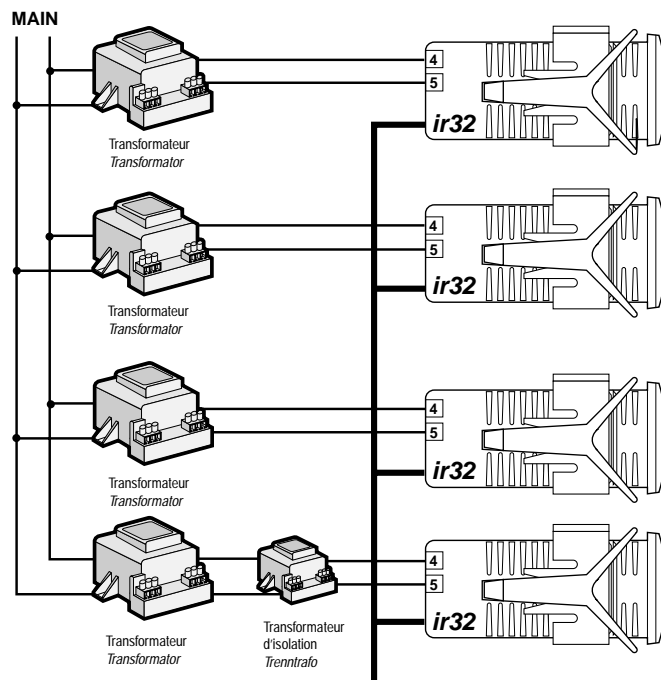 MAIN
4
5
ir32
Transformateur
Transformator
4
5
ir32
Transformateur
Transformator
4
5
ir32
Transformateur
Transformator
4
5
ir32
Transformateur
Transformator
Transformateur
d'isolation
Trenntrafo